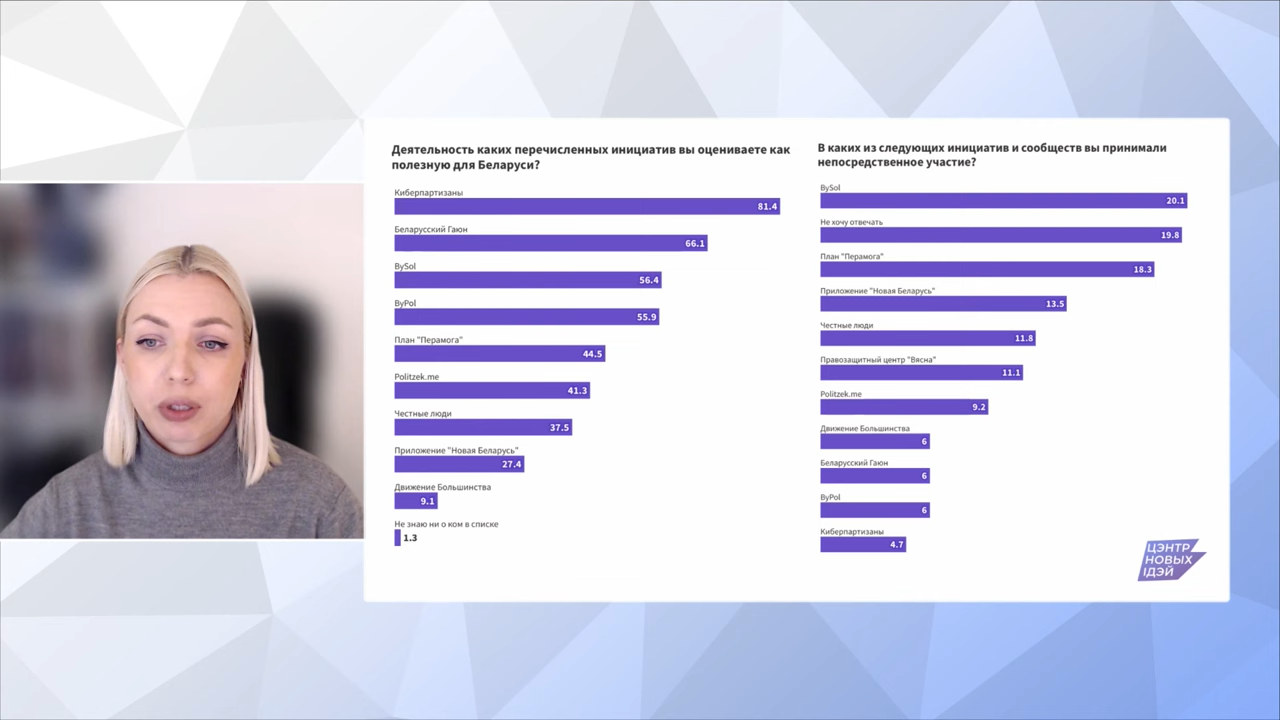 Деятельность каких перечисленных инициатив вы оцениваете как
полезную для Беларуси?
Киберпартизаны
81.4
Беларусский Гаюн
66.1
BySol
56.4
ByPol
55.9
План "Перамога"
44.5
Politzek.me
41.3
Честные люди
37.5
Приложение "Новая Беларусь"
27.4
Движение Большинства
9.1
Не знаю ни о ком в списке
1.3
В каких из следующих инициатив и сообществ вы принимали
непосредственное участие?
BySol
20.1
Не хочу отвечать
19.8
План "Перамога"
18.3
Приложение "Новая Беларусь"
13.5
Честные люди
11.8
Правозащитный центр "Вясна"
11.1
Politzek.me
9.2
Движение Большинства
6
Беларусский Гаюн
6
ByPol
6
Киберпартизаны
4.7
ЦЭНТР
НОВЫХ
ІДЭЙ